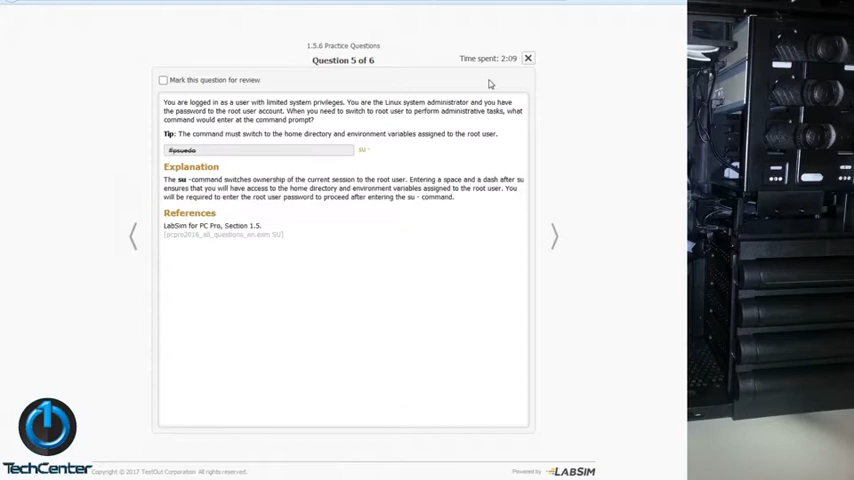 1.5.6 Practice Questions
Question 5 of 6
Time spent: 2:09
Mark this question for review
You are logged in as a user with limited system privileges. You are the Linux system administrator and you have
the password to the root user account. When you need to switch to root user to perform administrative tasks, what
command would enter at the command prompt?
Tip: The command must switch to the home directory and environment variables assigned to the root user.
#psuedo
su -
Explanation
The su -command switches ownership of the current session to the root user. Entering a space and a dash after su
ensures that you will have access to the home directory and environment variables assigned to the root user. You
will be required to enter the root user password to proceed after entering the su - command.
References
LabSim for PC Pro, Section 1.5.
[pcpro2016_all_questions_en.exm SU]
TechCenter
Copyright © 2017 TestOut Corporation All rights reserved.
Powered by LABSIM